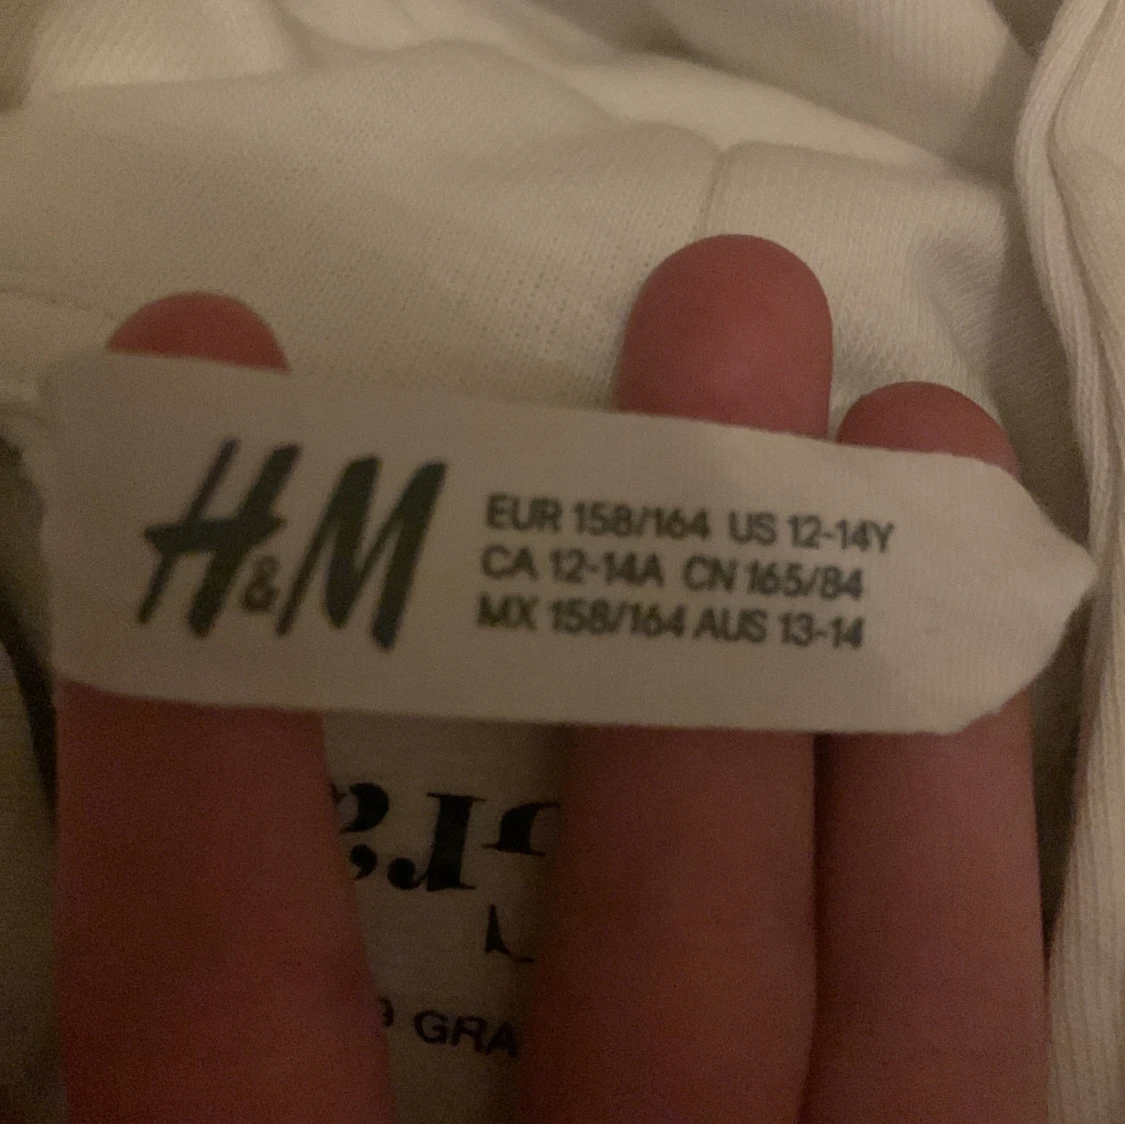 H&M
EUR 158/164 US 12-14Y
CA 12-14A CN 165/84
MX 158/164 AUS 13-14
GRA